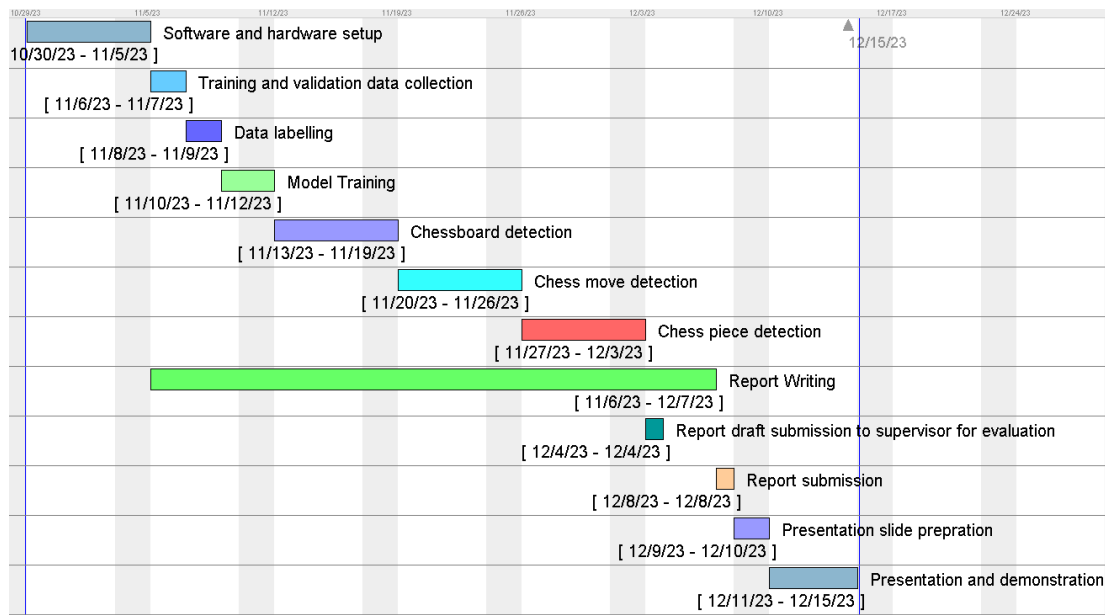 10/29/23 11/5/23 11/12/23 11/19/23 11/26/23 12/3/23 12/10/23 12/17/23 12/24/23
Software and hardware setup
12/15/23
10/30/23 - 11/5/23 ]
Training and validation data collection
[ 11/6/23 - 11/7/23 ]
Data labelling
[ 11/8/23 - 11/9/23 ]
Model Training
[ 11/10/23 - 11/12/23 ]
Chessboard detection
[ 11/13/23 - 11/19/23 ]
Chess move detection
[ 11/20/23 - 11/26/23 ]
Chess piece detection
[ 11/27/23 - 12/3/23 ]
Report Writing
[ 11/6/23 - 12/7/23 ]
Report draft submission to supervisor for evaluation
[ 12/4/23 - 12/4/23 ]
Report submission
[ 12/8/23 - 12/8/23 ]
Presentation slide prepration
[ 12/9/23 - 12/10/23 ]
Presentation and demonstration
[ 12/11/23 - 12/15/23 ]